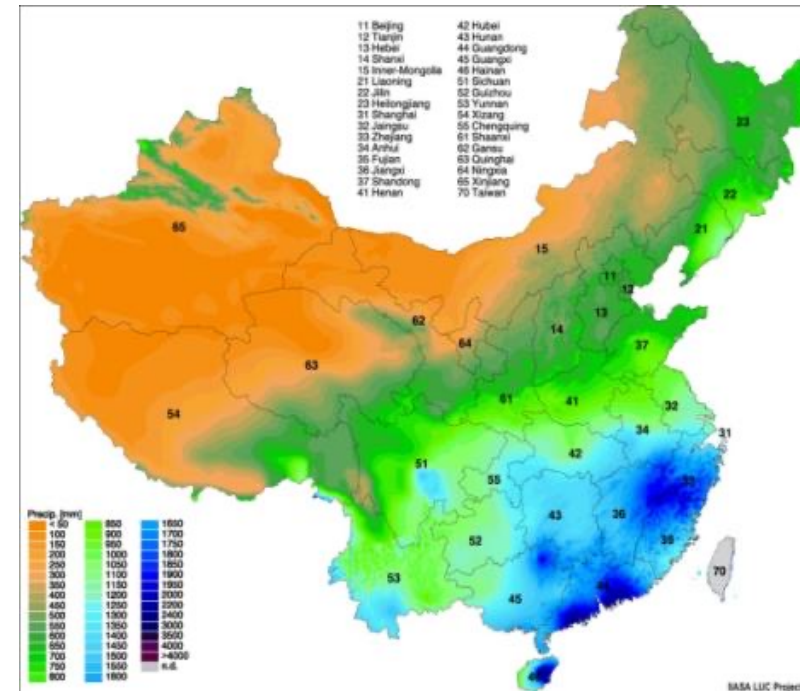 11 Beijing
12 Tianjin
13 Hebei
14 Shanxi
15 Inner-Mongolia
21 Liaoning
22 Jilin
23 Heilongjiang
31 Shanghai
32 Jaingsu
33 Zhejiang
34 Anhui
35 Fujian
36 Jiangxi
37 Shandong
41 Henan
42 Hubei
43 Hunan
44 Guangdong
45 Guangxi
46 Hainan
51 Sichuan
52 Guizhou
53 Yunnan
54 Xizang
55 Chengquing
61 Shaanxi
62 Gansu
63 Quinghai
64 Ningxia
65 Xinjiang
70 Taiwan
23
22
21
65
15
11
12
13
62
14
64
37
63
61
41
32
54
34
31
42
51
55
33
43
36
52
35
53
70
45
Precip. [mm]
< 50
100
150
200
250
300
350
400
450
500
550
600
650
700
750
800
850
900
950
1000
1050
1100
1150
1200
1250
1300
1350
1400
1450
1500
1550
1600
1650
1700
1750
1800
1850
1900
1950
2000
2200
2400
3000
3500
4000
>4000
n.d.
IIASA LUC Project